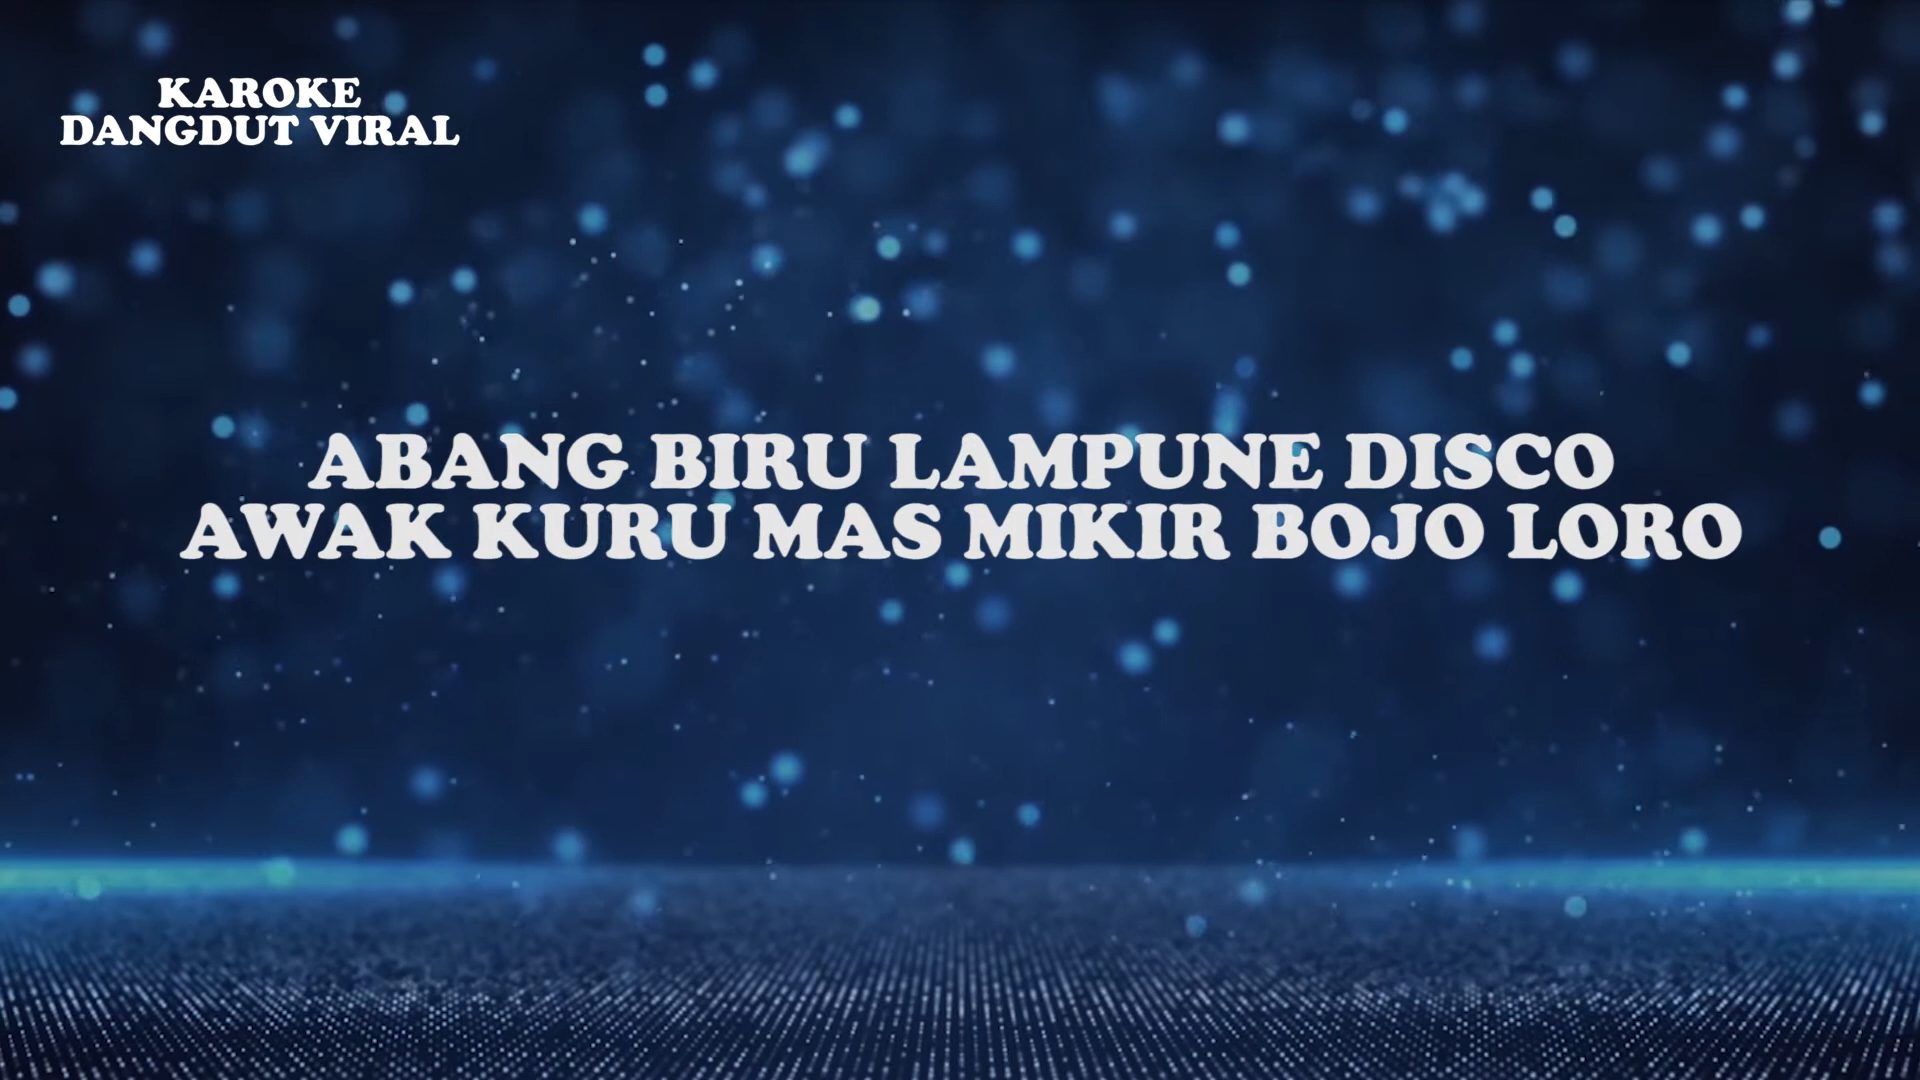 KAROKE
DANGDUT VIRAL
ABANG BIRU LAMPUNE DISCO
AWAK KURU MAS MIKIR BOJO LORO